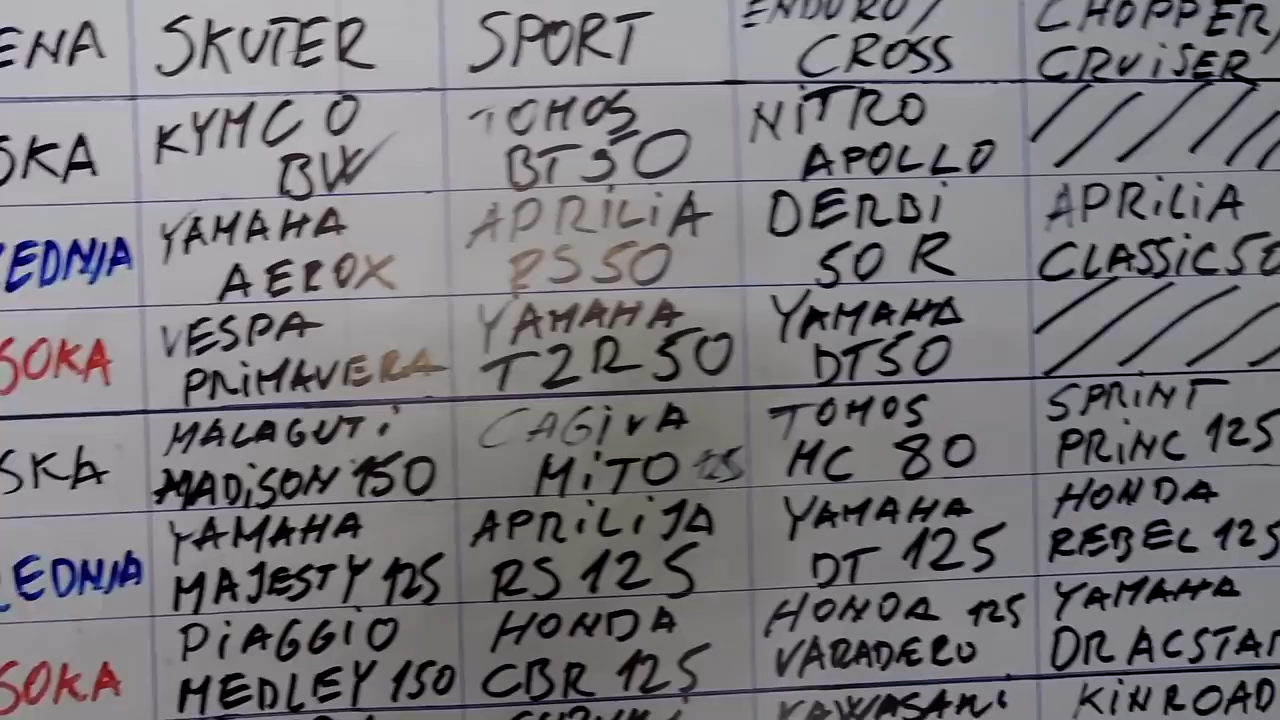 ENA SKUTER SPORT ENDURO/ CHOPPER/
CROSS CRUiSER
SKA KYMCO TOMOS NiTRO
BW BT50 APOLLO
EDNJA YAMAHA APRiLiA DERBi APRiLiA
AEROX RS50 50 R CLASSiC50
SOKA VESPA YAMAHA YAMAHA
PRiMAVERA TZR50 DT50
SKA MALAGUTi CAGiVA TOMOS SPRINT
MADiSON 150 MiTO 125 MC 80 PRiNC 125
EDNJA YAMAHA APRiLiJA YAMAHA HONDA
MAJESTY 125 RS 125 DT 125 REBEL 125
SOKA PiAGGiO HONDA HONDA 125 YAMAHA
MEDLEY 150 CBR 125 VARADERO DRACSTAR
KAWASAKi KiNROAD